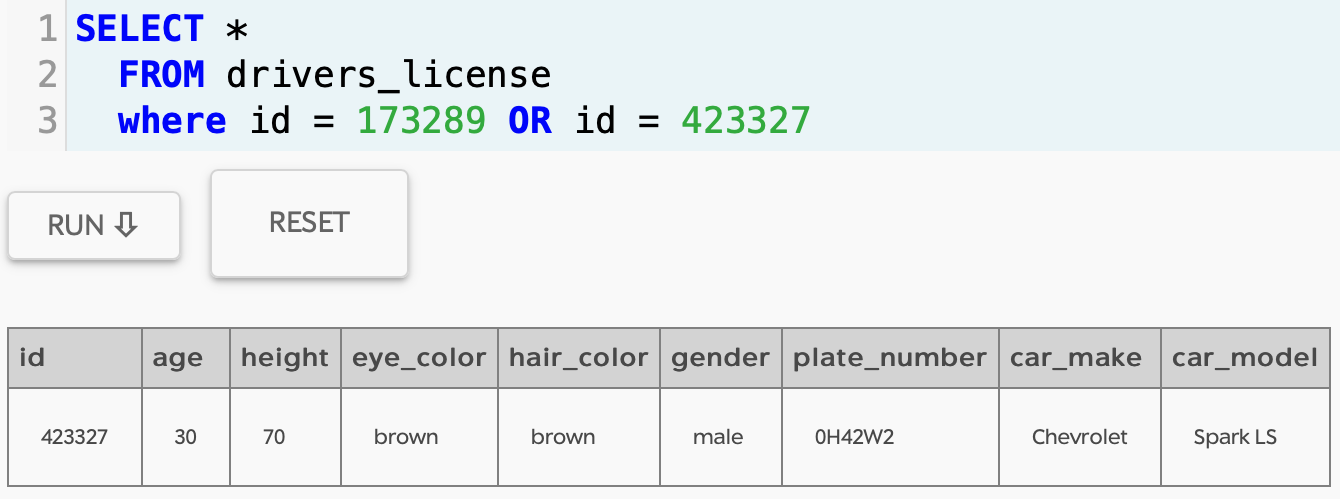 1 SELECT *
2 FROM drivers_license
3 where id = 173289 OR id = 423327
RUN ⇩ RESET
id age height eye_color hair_color gender plate_number car_make car_model
423327 30 70 brown brown male 0H42W2 Chevrolet Spark LS